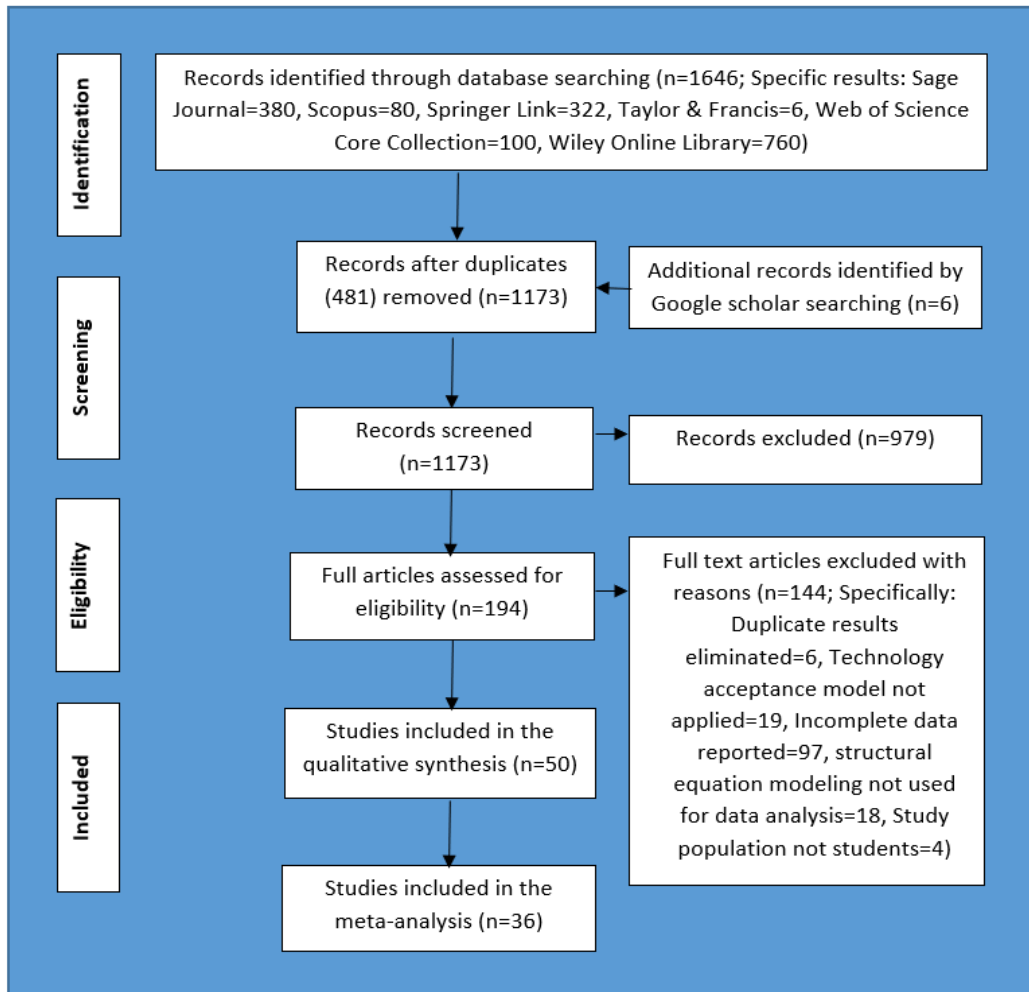 Identification
Records identified through database searching (n=1646; Specific results: Sage
Journal=380, Scopus=80, Springer Link=322, Taylor & Francis=6, Web of Science
Core Collection=100, Wiley Online Library=760)
Records after duplicates
(481) removed (n=1173)
Additional records identified by
Google scholar searching (n=6)
Screening
Records screened
(n=1173)
Records excluded (n=979)
Eligibility
Full articles assessed for
eligibility (n=194)
Full text articles excluded with
reasons (n=144; Specifically:
Duplicate results
eliminated=6, Technology
acceptance model not
applied=19, Incomplete data
reported=97, structural
equation modeling not used
for data analysis=18, Study
population not students=4)
Included
Studies included in the
qualitative synthesis (n=50)
Studies included in the
meta-analysis (n=36)